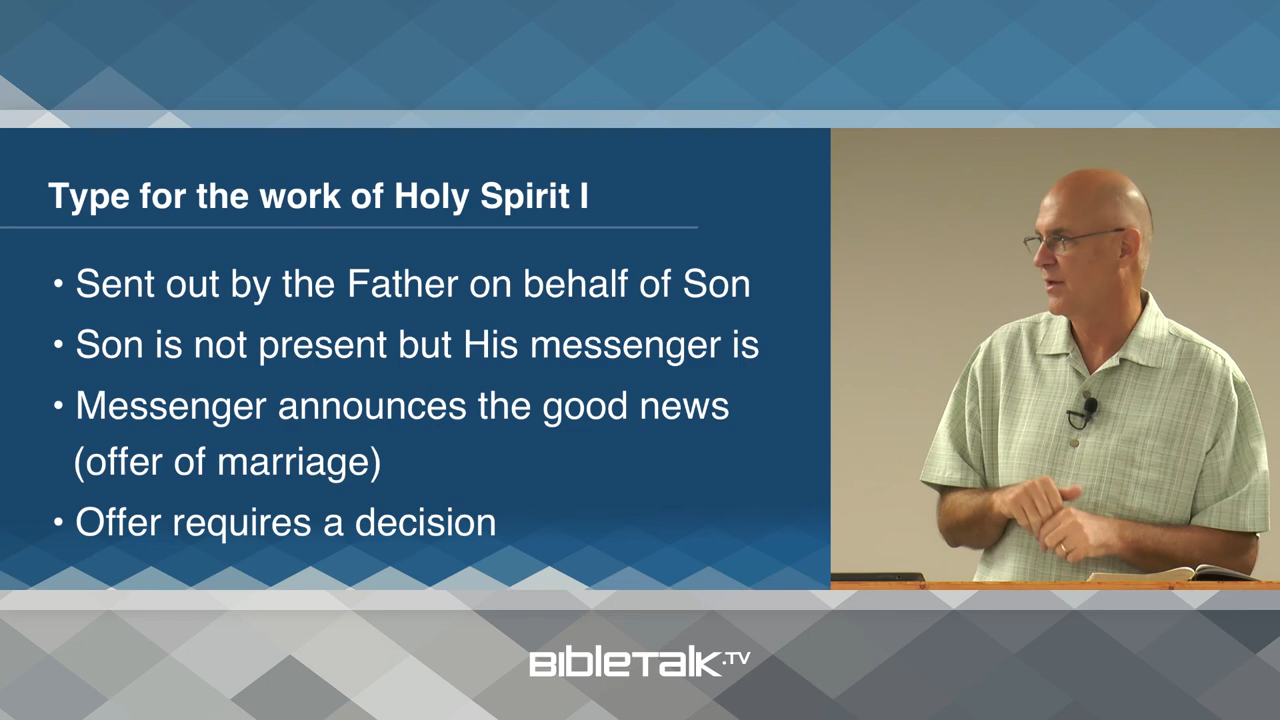 Type for the work of Holy Spirit I
• Sent out by the Father on behalf of Son
• Son is not present but His messenger is
• Messenger announces the good news
(offer of marriage)
• Offer requires a decision
BIBLETALK.TV